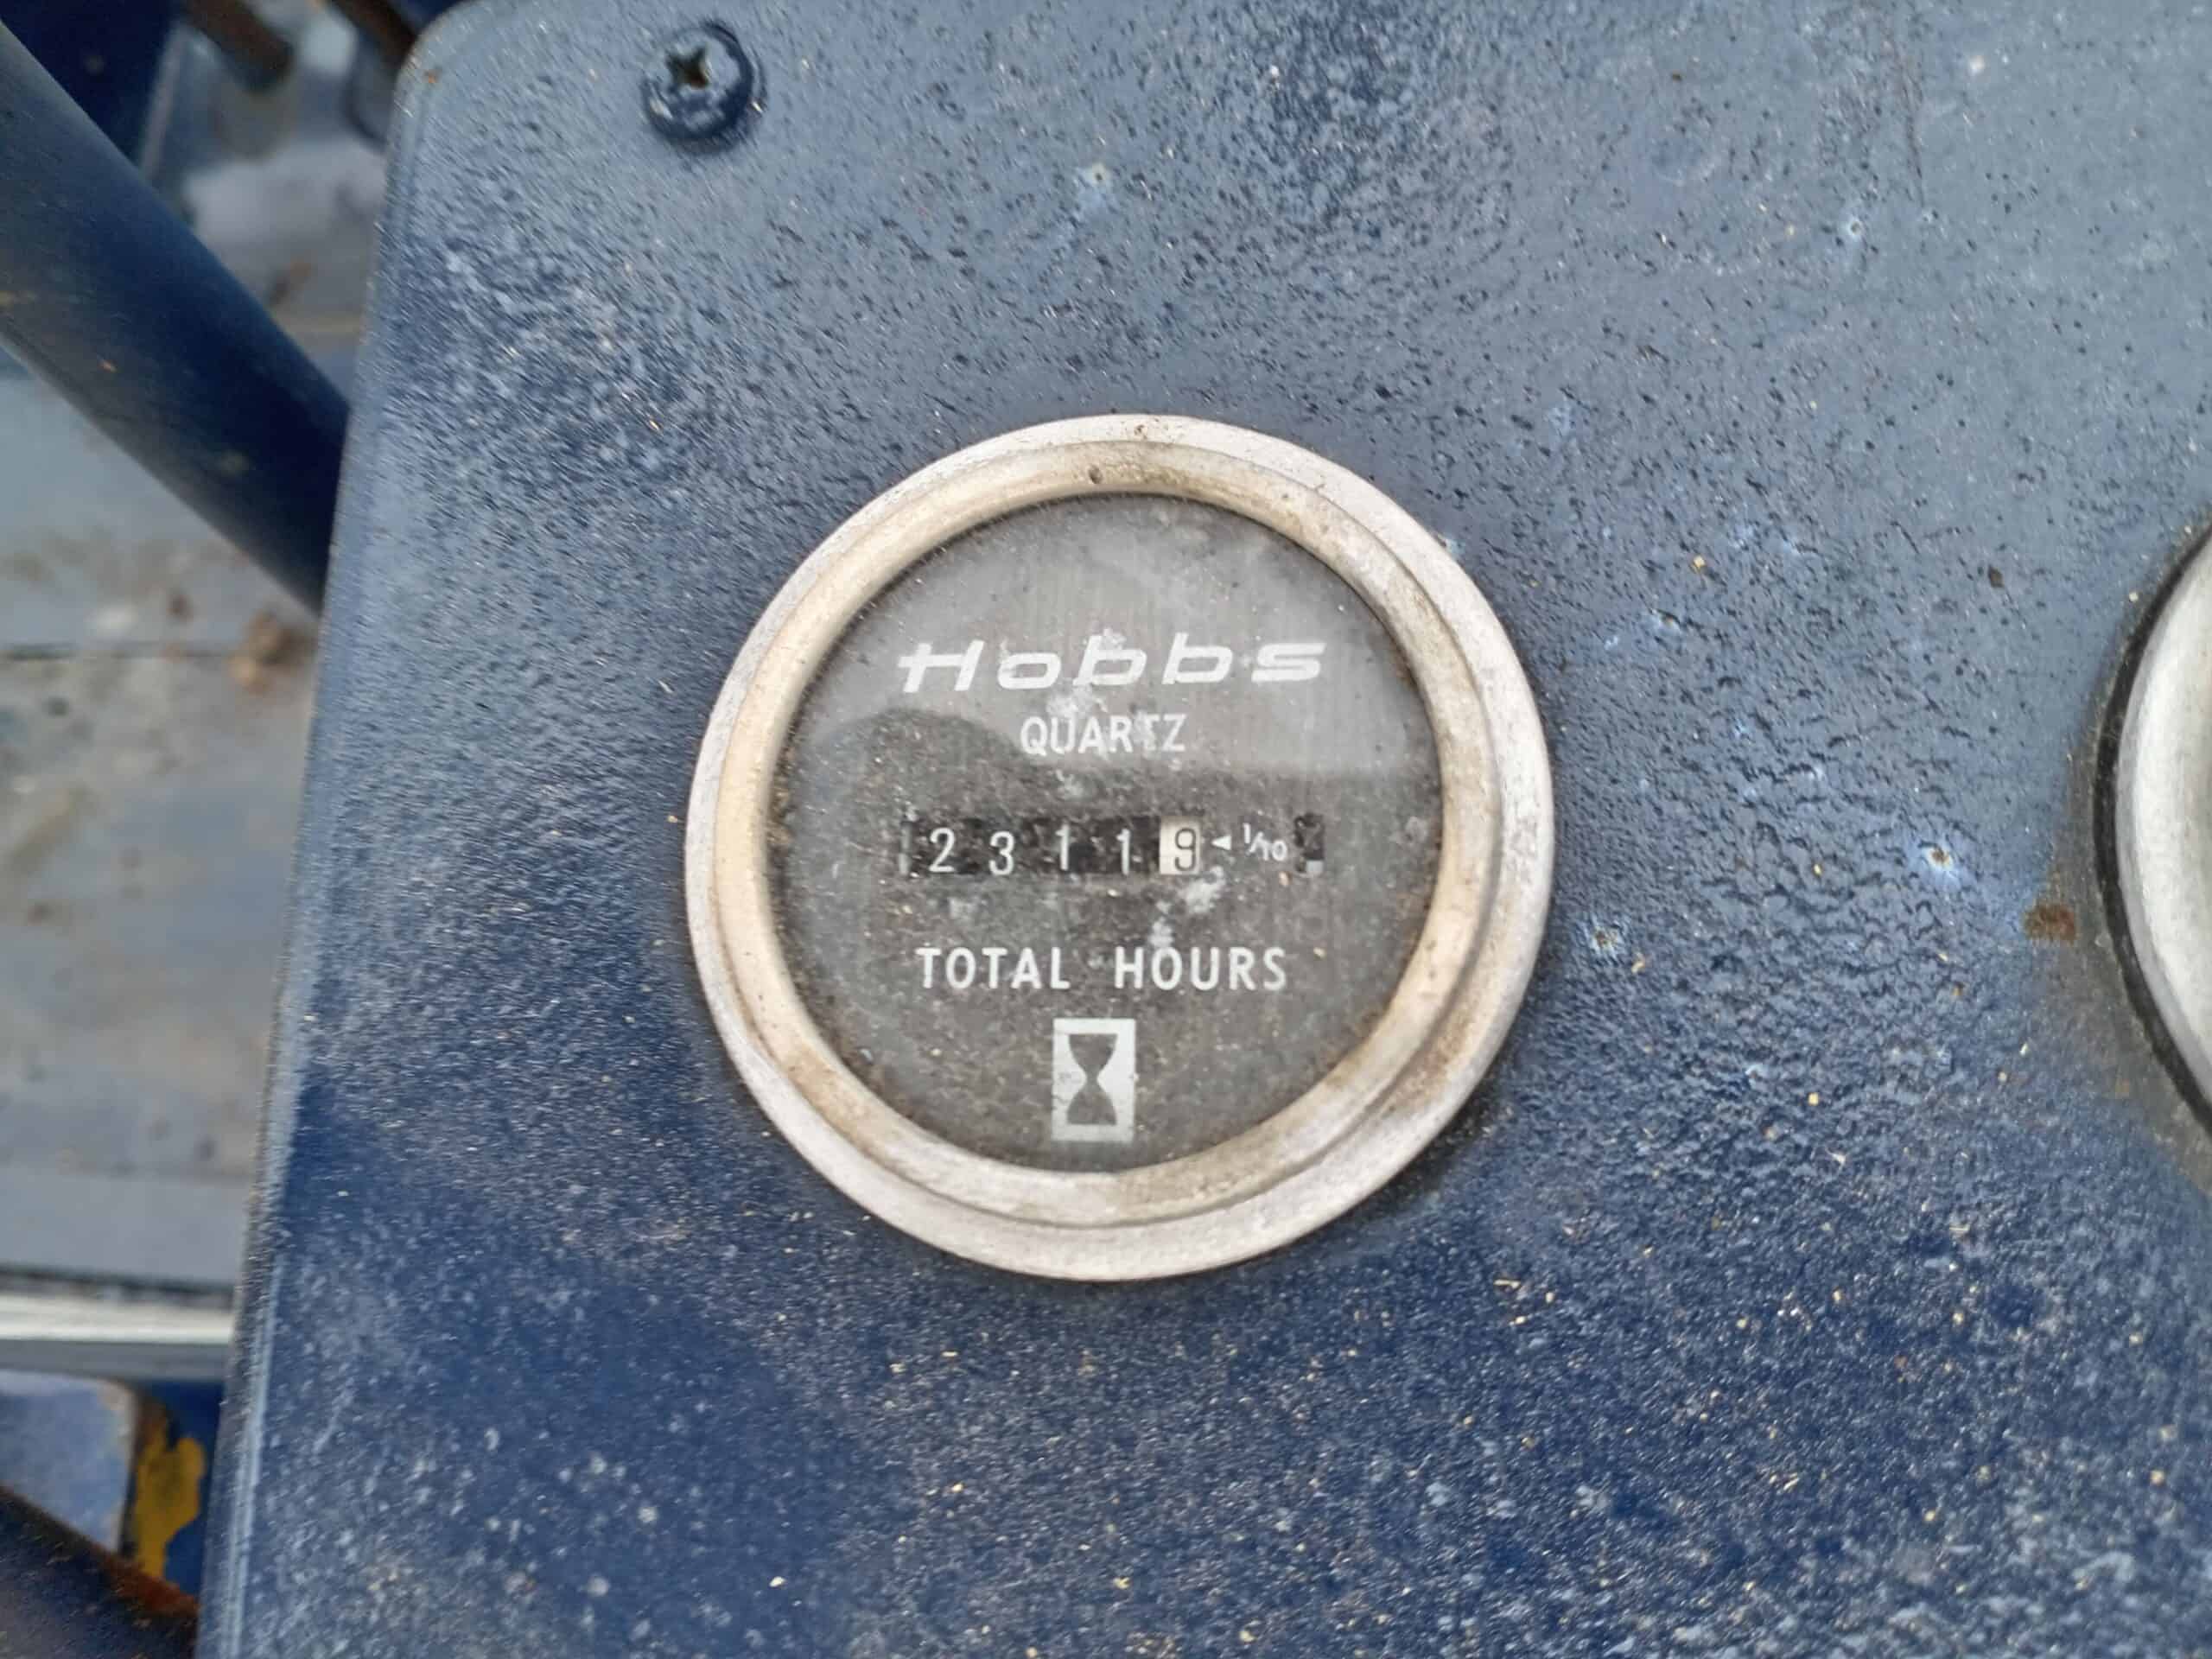 Hobbs
QUARTZ
23119 ◄ 1/10
TOTAL HOURS